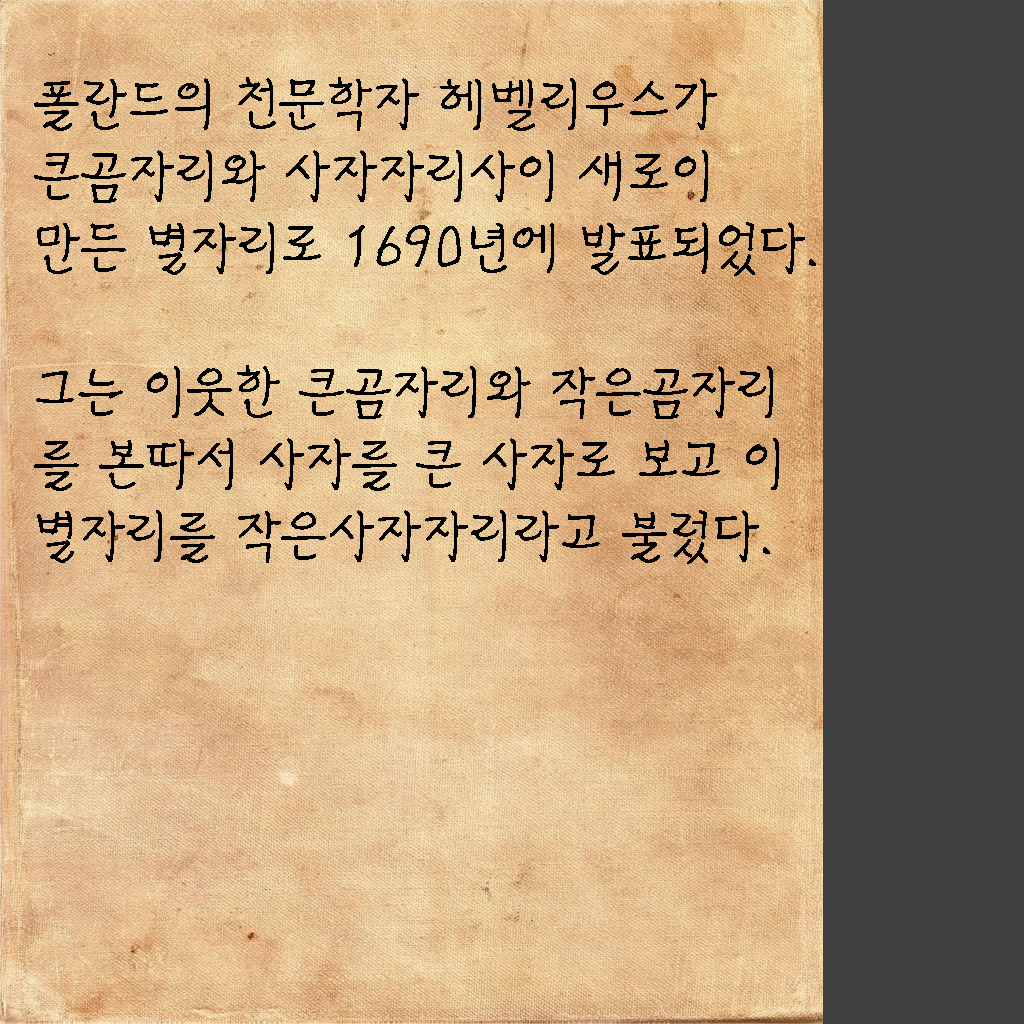 폴란드의 천문학자 헤벨리우스가
큰곰자리와 사자자리사이 새로이
만든 별자리로 1690년에 발표되었다.
그는 이웃한 큰곰자리와 작은곰자리
를 본따서 사자를 큰 사자로 보고 이
별자리를 작은사자자리라고 불렀다.